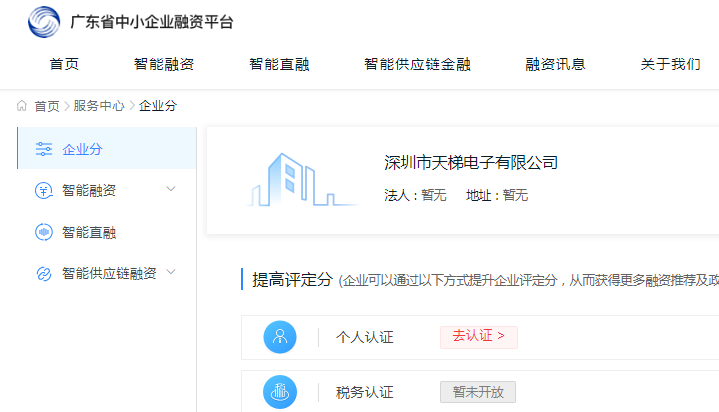 广东省中小企业融资平台
首页 智能融资 智能直融 智能供应链金融 融资讯息 关于我们
首页 > 服务中心 > 企业分
企业分
智能融资
智能直融
智能供应链融资
深圳市天梯电子有限公司
法人：暂无 地址：暂无
提高评定分 (企业可以通过以下方式提升企业评定分，从而获得更多融资推荐及政
个人认证 去认证 >
税务认证 暂未开放